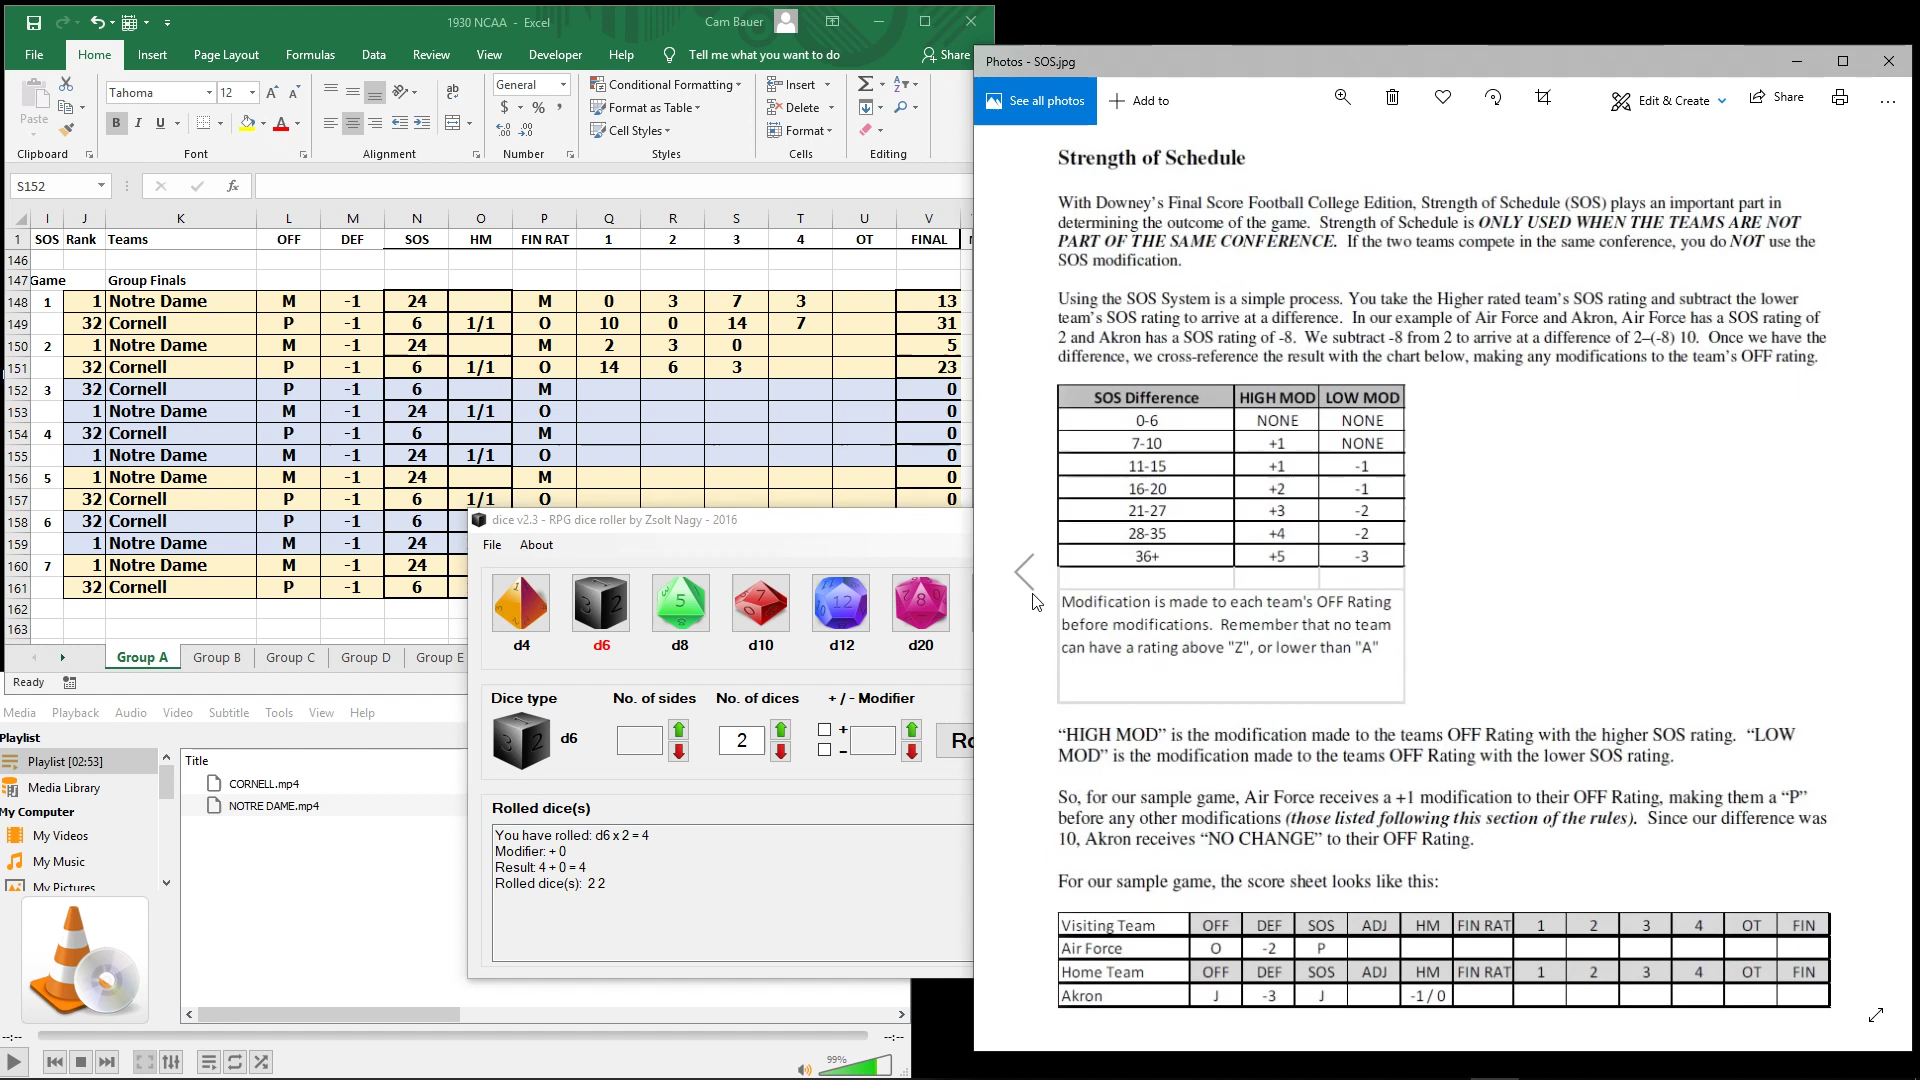 1930 NCAA - Excel
Cam Bauer
File Home Insert Page Layout Formulas Data Review View Developer Help Tell me what you want to do Share
Paste
Tahoma 12
B I U
General
Conditional Formatting
Format as Table
Cell Styles
Insert
Delete
Format
Clipboard Font Alignment Number Styles Cells Editing
S152
I J K L M N O P Q R S T U V
1 SOS Rank Teams OFF DEF SOS HM FIN RAT 1 2 3 4 OT FINAL
146
147 Game Group Finals
148 1 1 Notre Dame M -1 24 M 0 3 7 3 13
149 32 Cornell P -1 6 1/1 O 10 0 14 7 31
150 2 1 Notre Dame M -1 24 M 2 3 0 5
151 32 Cornell P -1 6 1/1 O 14 6 3 23
152 3 32 Cornell P -1 6 M 0
153 1 Notre Dame M -1 24 1/1 O 0
154 4 32 Cornell P -1 6 M 0
155 1 Notre Dame M -1 24 1/1 O 0
156 5 1 Notre Dame M -1 24 M 0
157 32 Cornell P -1 6 1/1 O 0
158 6 32 Cornell P -1 6
159 1 Notre Dame M -1 24
160 7 1 Notre Dame M -1 24
161 32 Cornell P -1 6
162
163
Group A Group B Group C Group D Group E
Ready
dice v2.3 - RPG dice roller by Zsolt Nagy - 2016
File About
d4 d6 d8 d10 d12 d20
Dice type No. of sides No. of dices + / - Modifier
d6 2 + -
Rolled dice(s)
You have rolled: d6 x 2 = 4
Modifier: + 0
Result: 4 + 0 = 4
Rolled dice(s): 2 2
Media Playback Audio Video Subtitle Tools View Help
Playlist
Playlist [02:53]
Media Library
My Computer
My Videos
My Music
My Pictures
Title
CORNELL.mp4
NOTRE DAME.mp4
--:-- --:--
99%
Photos - SOS.jpg
See all photos Add to Edit & Create Share
Strength of Schedule
With Downey's Final Score Football College Edition, Strength of Schedule (SOS) plays an important part in
determining the outcome of the game. Strength of Schedule is ONLY USED WHEN THE TEAMS ARE NOT
PART OF THE SAME CONFERENCE. If the two teams compete in the same conference, you do NOT use the
SOS modification.
Using the SOS System is a simple process. You take the Higher rated team's SOS rating and subtract the lower
team's SOS rating to arrive at a difference. In our example of Air Force and Akron, Air Force has a SOS rating of
2 and Akron has a SOS rating of -8. We subtract -8 from 2 to arrive at a difference of 2–(-8) 10. Once we have the
difference, we cross-reference the result with the chart below, making any modifications to the team's OFF rating.
SOS Difference HIGH MOD LOW MOD
0-6 NONE NONE
7-10 +1 NONE
11-15 +1 -1
16-20 +2 -1
21-27 +3 -2
28-35 +4 -2
36+ +5 -3
Modification is made to each team's OFF Rating
before modifications. Remember that no team
can have a rating above "Z", or lower than "A"
“HIGH MOD” is the modification made to the teams OFF Rating with the higher SOS rating. “LOW
MOD” is the modification made to the teams OFF Rating with the lower SOS rating.
So, for our sample game, Air Force receives a +1 modification to their OFF Rating, making them a “P”
before any other modifications (those listed following this section of the rules). Since our difference was
10, Akron receives “NO CHANGE” to their OFF Rating.
For our sample game, the score sheet looks like this:
Visiting Team OFF DEF SOS ADJ HM FIN RAT 1 2 3 4 OT FIN
Air Force O -2 P
Home Team OFF DEF SOS ADJ HM FIN RAT 1 2 3 4 OT FIN
Akron J -3 J -1 / 0